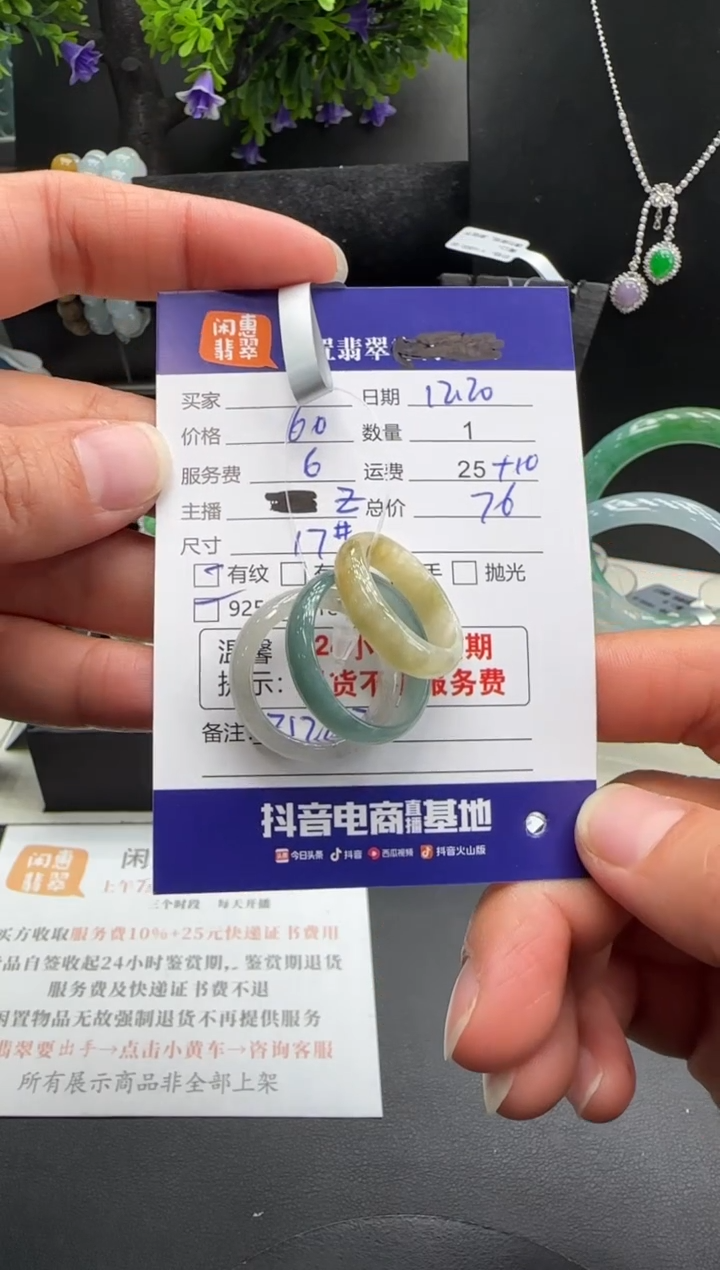 闲惠翡翠
置翡翠
买家 日期 12.20
价格 60 数量 1
服务费 6 运费 25 +10
主播 Z 总价 76
尺寸 17#
有纹 手 抛光
925
温馨 期
提示: 货不 服务费
备注:
抖音电商直播基地
今日头条 抖音 西瓜视频 抖音火山版
闲惠翡翠 闲
上午7
三个时段 每天开播
买方收取服务费10%+25元快递证书费用
品自签收起24小时鉴赏期,鉴赏期退货
服务费及快递证书费不退
闲置物品无故强制退货不再提供服务
翡翠要出手→点击小黄车→咨询客服
所有展示商品非全部上架